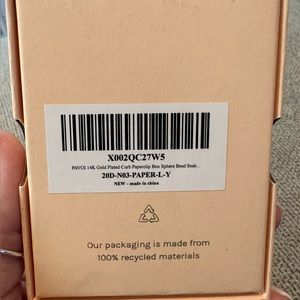 X002QC27W5
PAVOI 14K Gold Plated Curb Paperclip Box Sphere Bead Snak...
20D-N03-PAPER-L-Y
NEW - made in china
Our packaging is made from
100% recycled materials